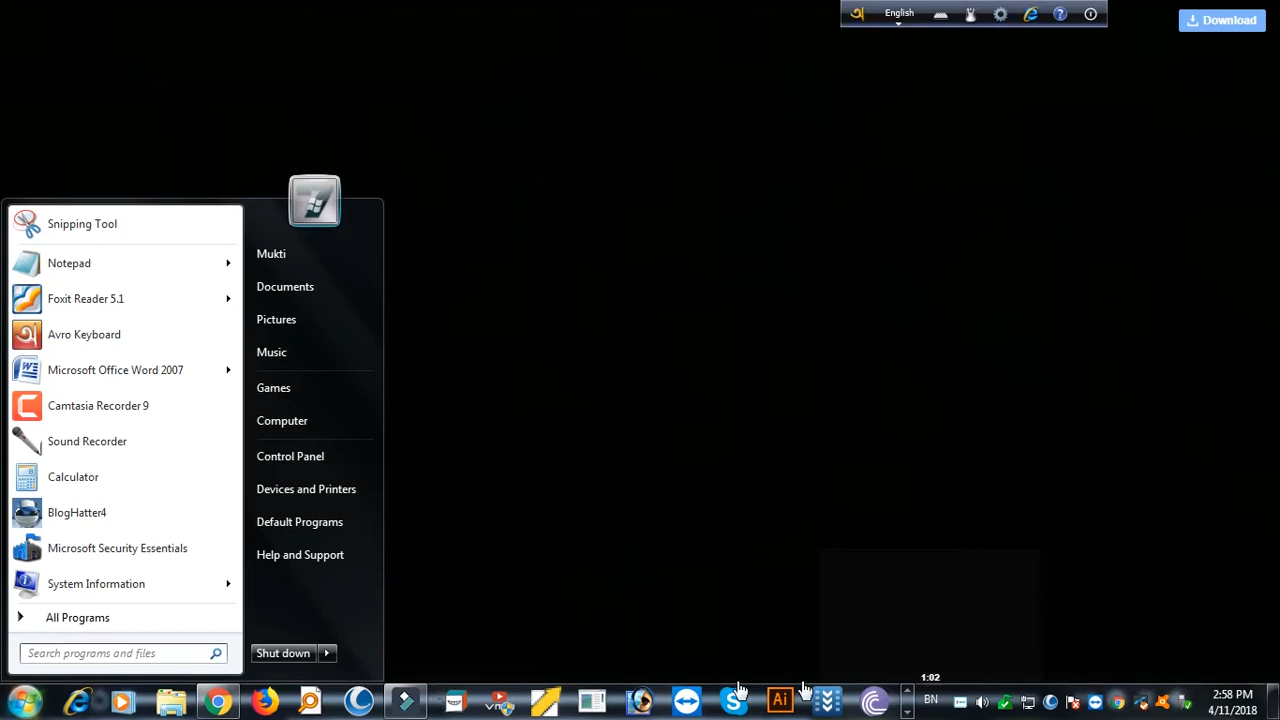 English
Download
Snipping Tool
Notepad
Foxit Reader 5.1
Avro Keyboard
Microsoft Office Word 2007
Camtasia Recorder 9
Sound Recorder
Calculator
BlogHatter4
Microsoft Security Essentials
System Information
All Programs
Search programs and files
Mukti
Documents
Pictures
Music
Games
Computer
Control Panel
Devices and Printers
Default Programs
Help and Support
Shut down
1:02
Ai
BN
2:58 PM
4/11/2018